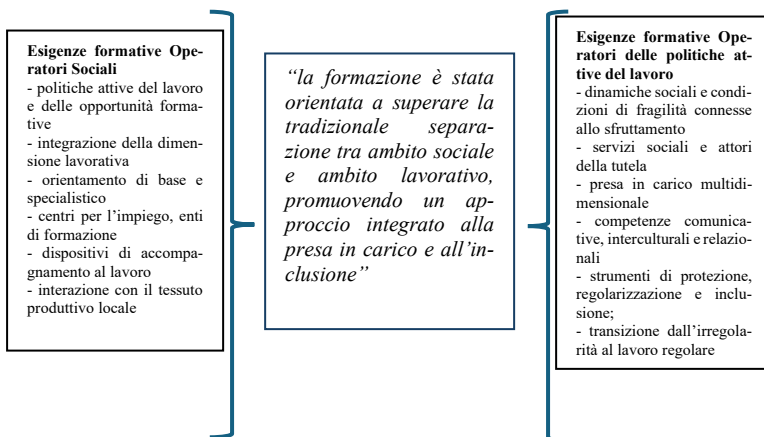 Esigenze formative Ope-
ratori Sociali
- politiche attive del lavoro
e delle opportunità forma-
tive
- integrazione della dimen-
sione lavorativa
- orientamento di base e
specialistico
- centri per l'impiego, enti
di formazione
- dispositivi di accompa-
gnamento al lavoro
- interazione con il tessuto
produttivo locale
“la formazione è stata
orientata a superare la
tradizionale separa-
zione tra ambito sociale
e ambito lavorativo,
promuovendo un ap-
proccio integrato alla
presa in carico e all’in-
clusione”
Esigenze formative Ope-
ratori delle politiche at-
tive del lavoro
- dinamiche sociali e con-
dizioni di fragilità connesse
allo sfruttamento
- servizi sociali e attori
della tutela
- presa in carico multidi-
mensionale
- competenze comunica-
tive, interculturali e relazio-
nali
- strumenti di protezione,
regolarizzazione e inclu-
sione;
- transizione dall’irregola-
rità al lavoro regolare